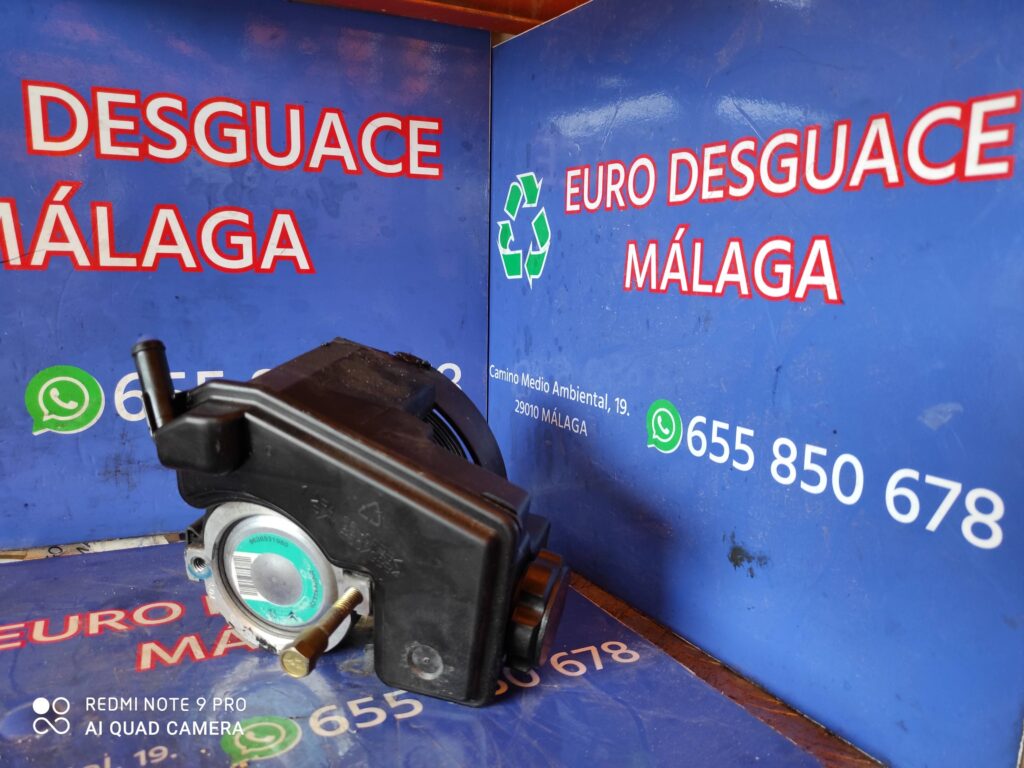 DESGUACE
MÁLAGA
EURO DESGUACE
MÁLAGA
Camino Medio Ambiental, 19.
29010 MÁLAGA
655 850 678
EURO
MÁ
678
655
19.
REDMI NOTE 9 PRO
AI QUAD CAMERA